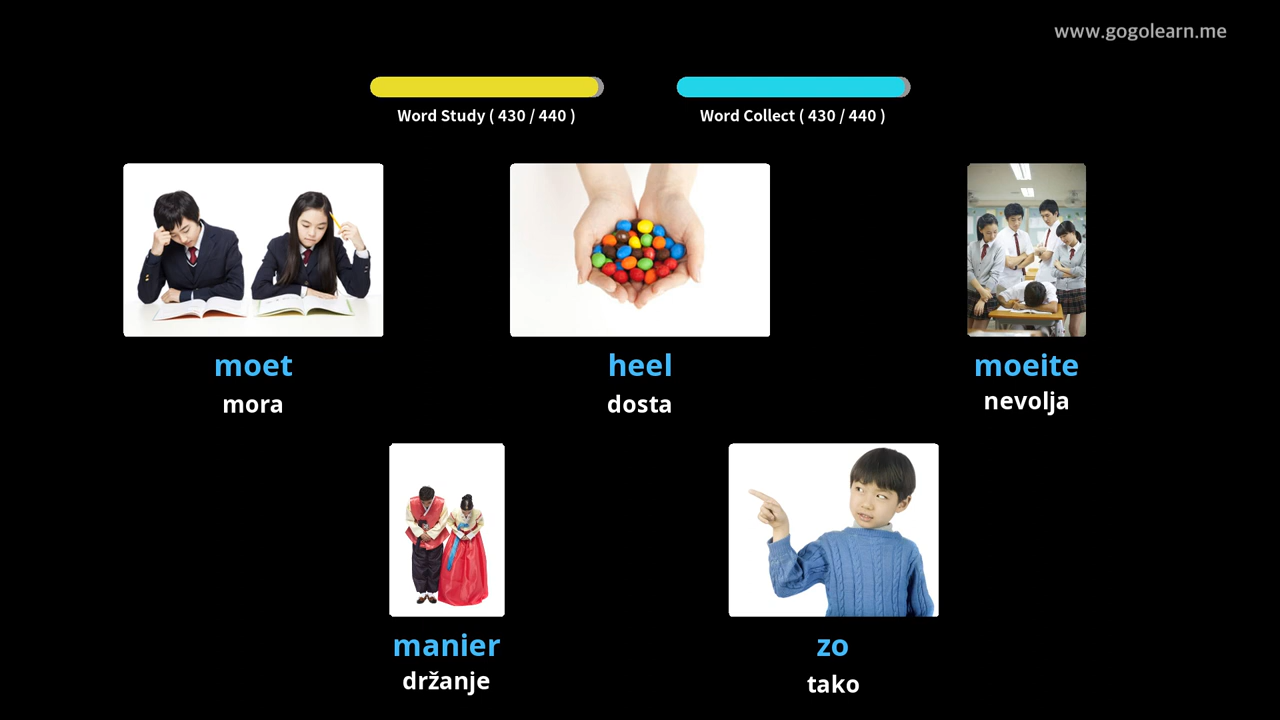 www.gogolearn.me
Word Study ( 430 / 440 )
Word Collect ( 430 / 440 )
moet
mora
heel
dosta
moeite
nevolja
manier
držanje
zo
tako